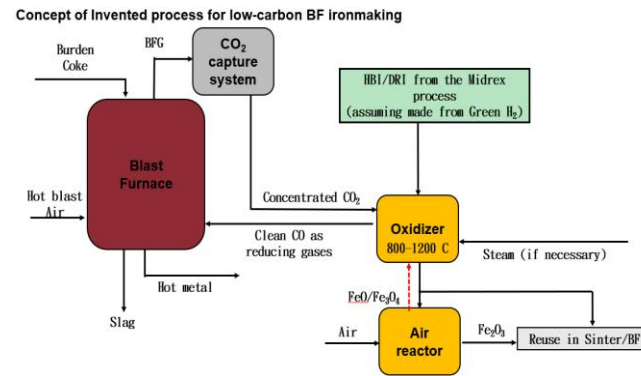 Concept of Invented process for low-carbon BF ironmaking
Burden
Coke
BFG
CO₂
capture
system
HBI/DRI from the Midrex
process
(assuming made from Green H₂)
Blast
Furnace
Hot blast
Air
Concentrated CO₂
Clean CO as
reducing gases
Oxidizer
800-1200 C
Steam (if necessary)
Hot metal
Slag
FeO/Fe₃O₄
Air
Air
reactor
Fe₂O₃
Reuse in Sinter/BF